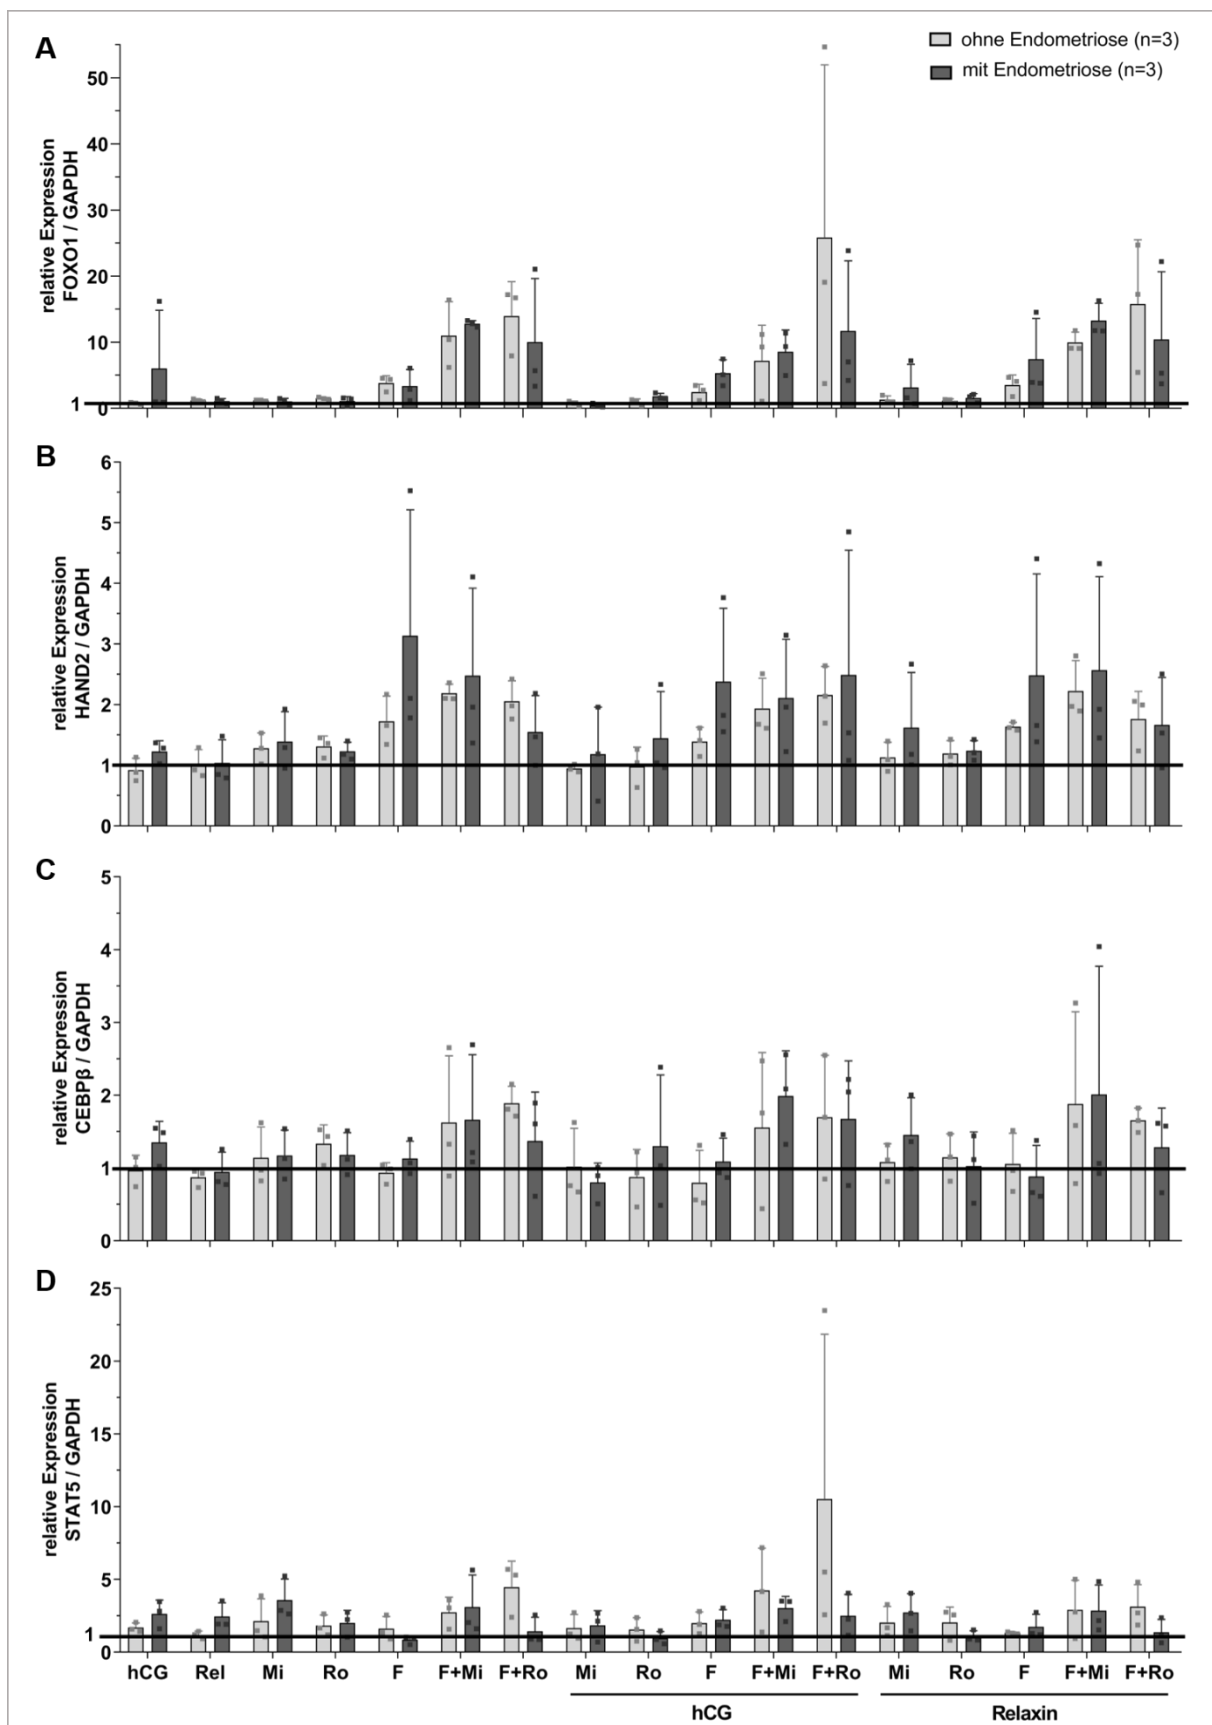 A
ohne Endometriose (n=3)
mit Endometriose (n=3)
relative Expression
FOXO1 / GAPDH
50
40
30
20
10
1
0
B
relative Expression
HAND2 / GAPDH
6
5
4
3
2
1
0
C
relative Expression
CEBPβ / GAPDH
5
4
3
2
1
0
D
relative Expression
STAT5 / GAPDH
25
20
15
10
5
1
0
hCG Rel Mi Ro F F+Mi F+Ro Mi Ro F F+Mi F+Ro Mi Ro F F+Mi F+Ro
hCG Relaxin